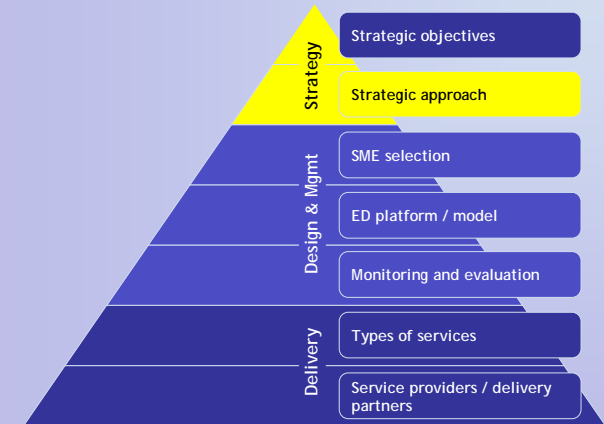 Strategy
Strategic objectives
Strategic approach
Design & Mgmt
SME selection
ED platform / model
Monitoring and evaluation
Delivery
Types of services
Service providers / delivery
partners